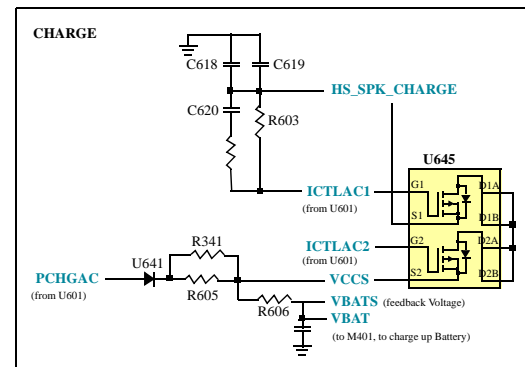 CHARGE
C618
C619
HS_SPK_CHARGE
C620
R603
U645
ICTLAC1
(from U601)
G1
D1A
S1
D1B
ICTLAC2
(from U601)
G2
D2A
S2
D2B
R341
U641
PCHGAC
(from U601)
R605
VCCS
R606
VBATS (feedback Voltage)
VBAT
(to M401, to charge up Battery)